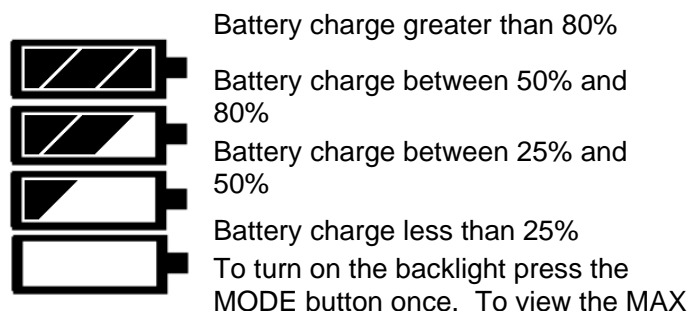 Battery charge greater than 80%
Battery charge between 50% and
80%
Battery charge between 25% and
50%
Battery charge less than 25%
To turn on the backlight press the
MODE button once.  To view the MAX